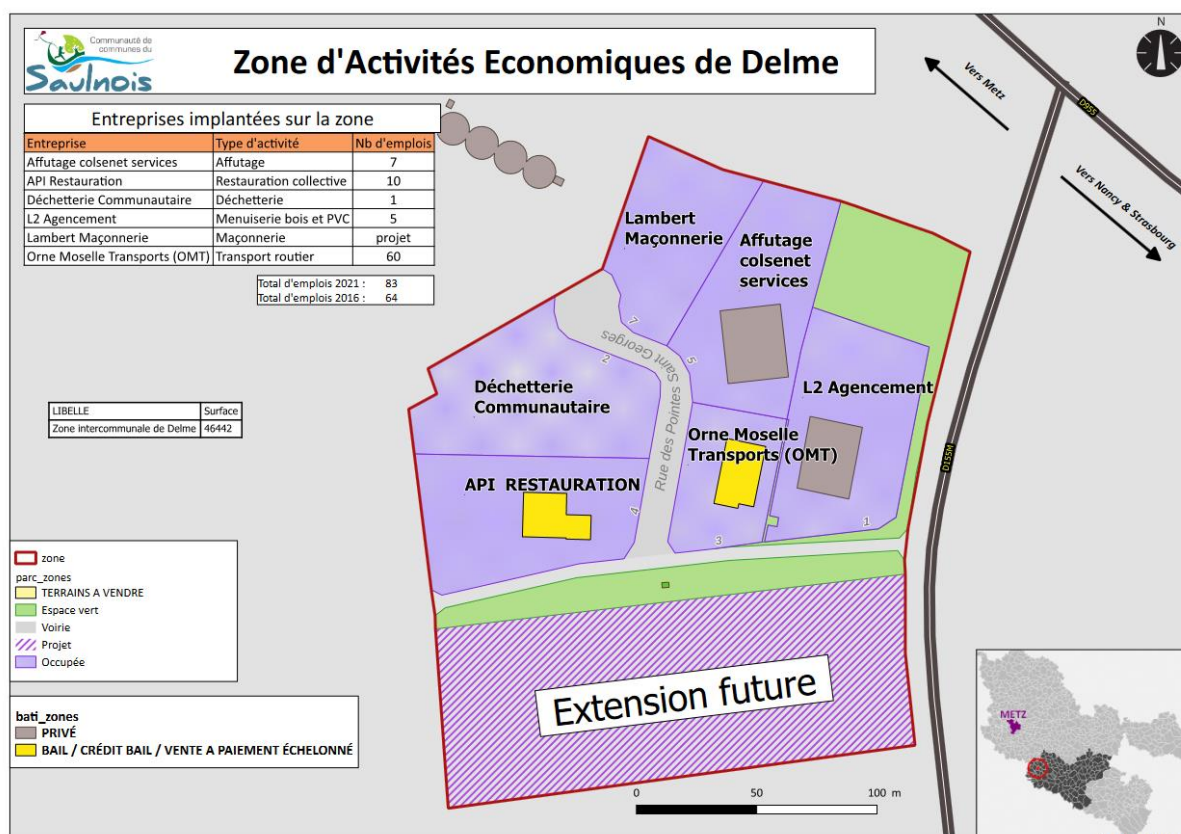 Communauté de
communes du
Saulnois
Zone d'Activités Economiques de Delme
N
Vers Metz
D955
Vers Nancy & Strasbourg
Entreprises implantées sur la zone
Entreprise Type d'activité Nb d'emplois
Affutage colsenet services Affutage 7
API Restauration Restauration collective 10
Déchetterie Communautaire Déchetterie 1
L2 Agencement Menuiserie bois et PVC 5
Lambert Maçonnerie Maçonnerie projet
Orne Moselle Transports (OMT) Transport routier 60
Total d'emplois 2021 : 83
Total d'emplois 2016 : 64
Lambert
Maçonnerie
Affutage
colsenet
services
7
5
2
Rue des Pointes Saint Georges
Déchetterie
Communautaire
L2 Agencement
LIBELLE Surface
Zone intercommunale de Delme 46442
Orne Moselle
Transports (OMT)
D155M
API RESTAURATION
4
3
1
zone
parc_zones
TERRAINS A VENDRE
Espace vert
Voirie
Projet
Occupée
Extension future
bati_zones
PRIVÉ
BAIL / CRÉDIT BAIL / VENTE A PAIEMENT ÉCHELONNÉ
METZ
0 50 100 m